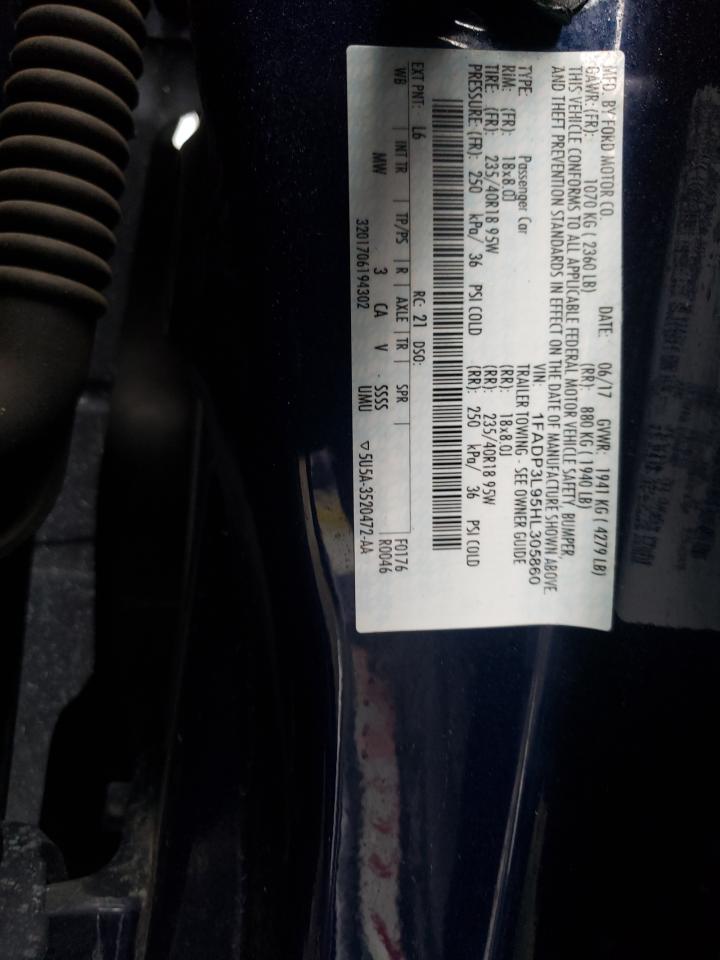 MFD. BY FORD MOTOR CO. DATE: 06/17 GVWR: 1941 KG ( 4279 LB)
GAWR:(FR): 1070 KG ( 2360 LB) (RR): 880 KG ( 1940 LB)
THIS VEHICLE CONFORMS TO ALL APPLICABLE FEDERAL MOTOR VEHICLE SAFETY, BUMPER,
AND THEFT PREVENTION STANDARDS IN EFFECT ON THE DATE OF MANUFACTURE SHOWN ABOVE.
VIN: 1FADP3L95HL305860
TYPE: Passenger Car TRAILER TOWING - SEE OWNER GUIDE
RIM: (FR): 18x8.0J (RR): 18x8.0J
TIRE: (FR): 235/40R18 95W (RR): 235/40R18 95W
PRESSURE (FR): 250 kPa/ 36 PSI COLD (RR): 250 kPa/ 36 PSI COLD
EXT PNT: L6 RC: 21 DSO: F0176
WB | INT TR | TP/PS | R | AXLE | TR | SPR | R0046
MW 3 CA V SSSS
3201706194302 UMU ▽5U5A-3520472-AA